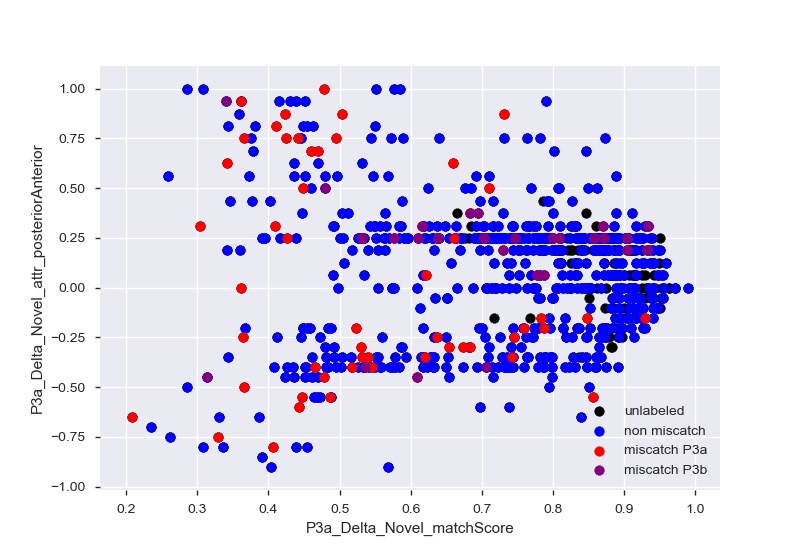 P3a_Delta_Novel_attr_posteriorAnterior
1.00
0.75
0.50
0.25
0.00
−0.25
−0.50
−0.75
−1.00
unlabeled
non miscatch
miscatch P3a
miscatch P3b
0.2 0.3 0.4 0.5 0.6 0.7 0.8 0.9 1.0
P3a_Delta_Novel_matchScore